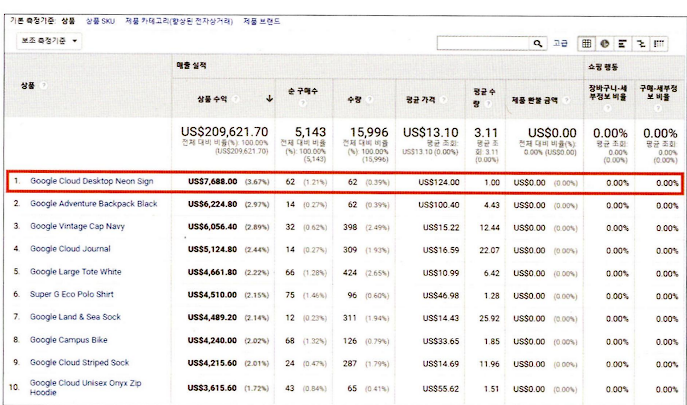 기본 측정기준: 상품 상품 SKU 제품 카테고리(향상된 전자상거래) 제품 브랜드
보조 측정기준 고급
상품 매출 실적 쇼핑 행동
상품 수익 순 구매수 수량 평균 가격 평균 수량 제품 환불 금액 장바구니-세부정보 비율 구매-세부정보 비율
US$209,621.70 5,143 15,996 US$13.10 3.11 US$0.00 0.00% 0.00%
전체 대비 비율(%): 100.00% (US$209,621.70) 전체 대비 비율(%): 100.00% (5,143) 전체 대비 비율(%): 100.00% (15,996) 평균 조회: US$13.10 (0.00%) 평균 조회: 3.11 (0.00%) 전체 대비 비율(%): 0.00% (US$0.00) 평균 조회: 0.00% (0.00%) 평균 조회: 0.00% (0.00%)
1. Google Cloud Desktop Neon Sign US$7,688.00 (3.67%) 62 (1.21%) 62 (0.39%) US$124.00 1.00 US$0.00 (0.00%) 0.00% 0.00%
2. Google Adventure Backpack Black US$6,224.80 (2.97%) 14 (0.27%) 62 (0.39%) US$100.40 4.43 US$0.00 (0.00%) 0.00% 0.00%
3. Google Vintage Cap Navy US$6,056.40 (2.89%) 32 (0.62%) 398 (2.49%) US$15.22 12.44 US$0.00 (0.00%) 0.00% 0.00%
4. Google Cloud Journal US$5,124.80 (2.44%) 14 (0.27%) 309 (1.93%) US$16.59 22.07 US$0.00 (0.00%) 0.00% 0.00%
5. Google Large Tote White US$4,661.80 (2.22%) 66 (1.28%) 424 (2.65%) US$10.99 6.42 US$0.00 (0.00%) 0.00% 0.00%
6. Super G Eco Polo Shirt US$4,510.00 (2.15%) 75 (1.46%) 96 (0.60%) US$46.98 1.28 US$0.00 (0.00%) 0.00% 0.00%
7. Google Land & Sea Sock US$4,489.20 (2.14%) 12 (0.23%) 311 (1.94%) US$14.43 25.92 US$0.00 (0.00%) 0.00% 0.00%
8. Google Campus Bike US$4,240.00 (2.02%) 68 (1.32%) 126 (0.79%) US$33.65 1.85 US$0.00 (0.00%) 0.00% 0.00%
9. Google Cloud Striped Sock US$4,215.60 (2.01%) 24 (0.47%) 287 (1.79%) US$14.69 11.96 US$0.00 (0.00%) 0.00% 0.00%
10. Google Cloud Unisex Onyx Zip Hoodie US$3,615.60 (1.72%) 43 (0.84%) 65 (0.41%) US$55.62 1.51 US$0.00 (0.00%) 0.00% 0.00%